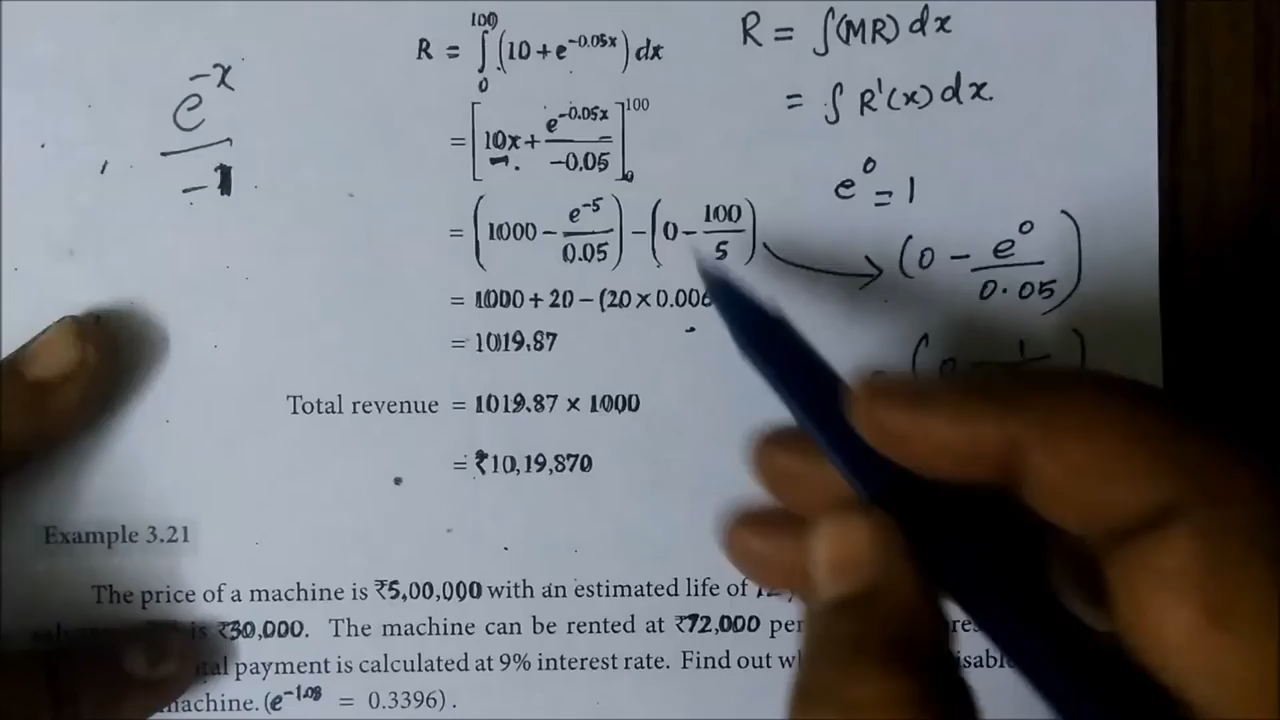 R = ∫₀¹⁰⁰ (10 + e^{-0.05x}) dx
= [10x + e^{-0.05x}/-0.05]₀¹⁰⁰
= (1000 − e^{-5}/0.05) − (0 − 100/5)
= 1000 + 20 − (20 × 0.006
= 1019.87
Total revenue = 1019.87 × 1000
= ₹10,19,870
e^{-x}/-1
R = ∫(MR) dx
= ∫ R'(x) dx.
e^0 = 1
(0 − e^0/0.05)
Example 3.21
The price of a machine is ₹5,00,000 with an estimated life of
is ₹30,000. The machine can be rented at ₹72,000 per
payment is calculated at 9% interest rate. Find out
machine. (e^{-1.08} = 0.3396).